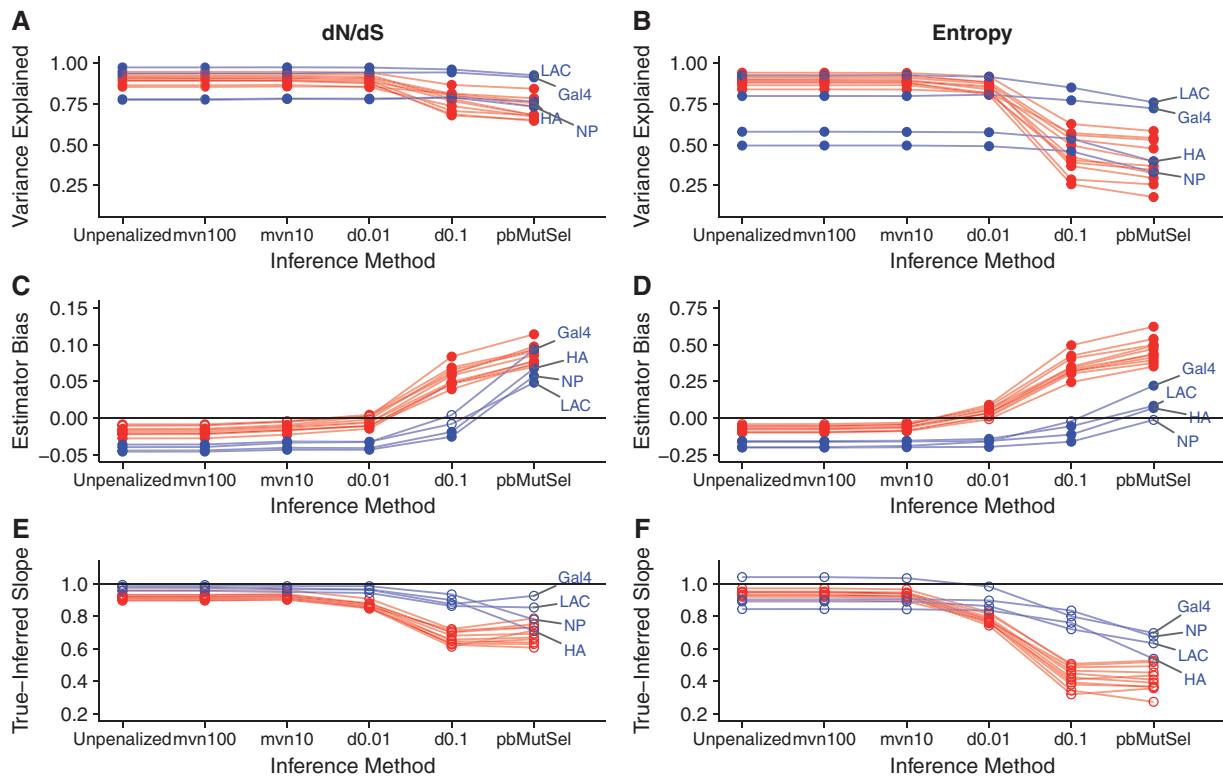 A
dN/dS
Variance Explained
1.00
0.75
0.50
0.25
LAC
Gal4
HA
NP
Unpenalized mvn100 mvn10 d0.01 d0.1 pbMutSel
Inference Method
B
Entropy
Variance Explained
1.00
0.75
0.50
0.25
LAC
Gal4
HA
NP
Unpenalized mvn100 mvn10 d0.01 d0.1 pbMutSel
Inference Method
C
Estimator Bias
0.15
0.10
0.05
0.00
−0.05
Gal4
HA
NP
LAC
Unpenalized mvn100 mvn10 d0.01 d0.1 pbMutSel
Inference Method
D
Estimator Bias
0.75
0.50
0.25
0.00
−0.25
Gal4
LAC
HA
NP
Unpenalized mvn100 mvn10 d0.01 d0.1 pbMutSel
Inference Method
E
True−Inferred Slope
1.0
0.8
0.6
0.4
0.2
Gal4
LAC
NP
HA
Unpenalized mvn100 mvn10 d0.01 d0.1 pbMutSel
Inference Method
F
True−Inferred Slope
1.0
0.8
0.6
0.4
0.2
Gal4
NP
LAC
HA
Unpenalized mvn100 mvn10 d0.01 d0.1 pbMutSel
Inference Method